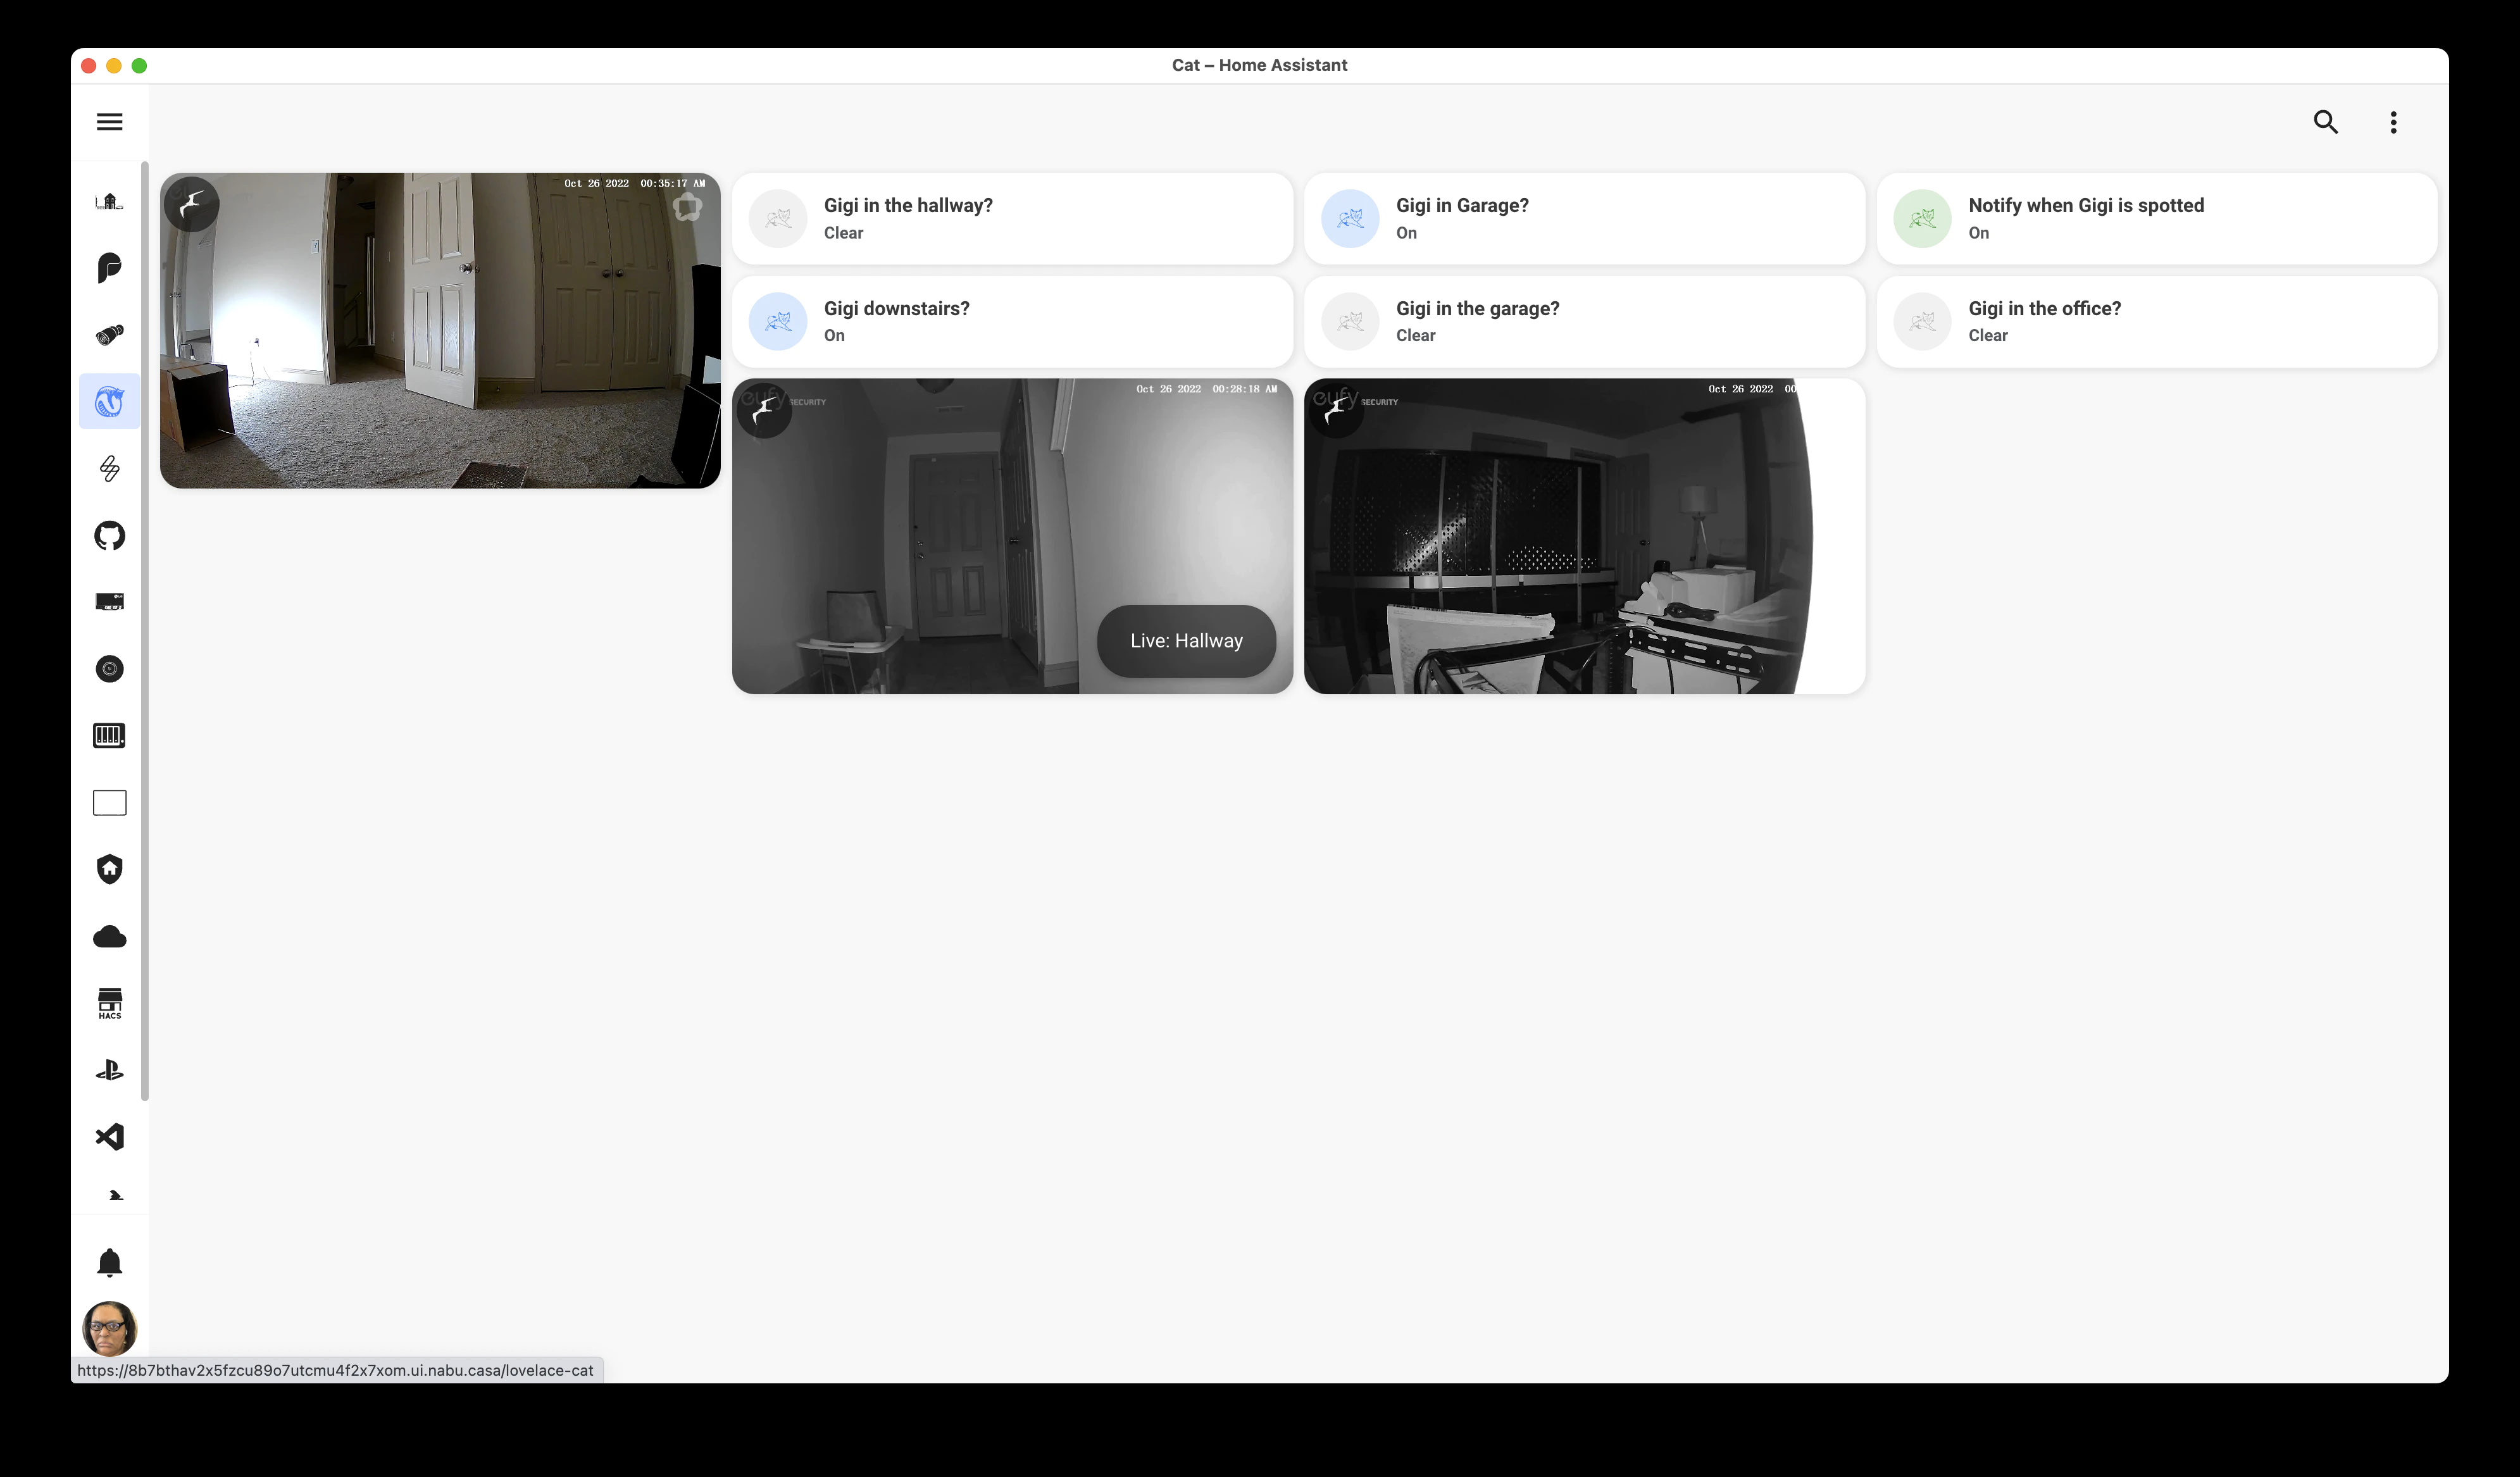 Cat – Home Assistant
Oct 26 2022 00:35:17 AM
Gigi in the hallway?
Clear
Gigi in Garage?
On
Notify when Gigi is spotted
On
Gigi downstairs?
On
Gigi in the garage?
Clear
Gigi in the office?
Clear
eufy SECURITY
Oct 26 2022 00:28:18 AM
Live: Hallway
eufy SECURITY
Oct 26 2022 00
HACS
https://8b7bthav2x5fzcu89o7utcmu4f2x7xom.ui.nabu.casa/lovelace-cat